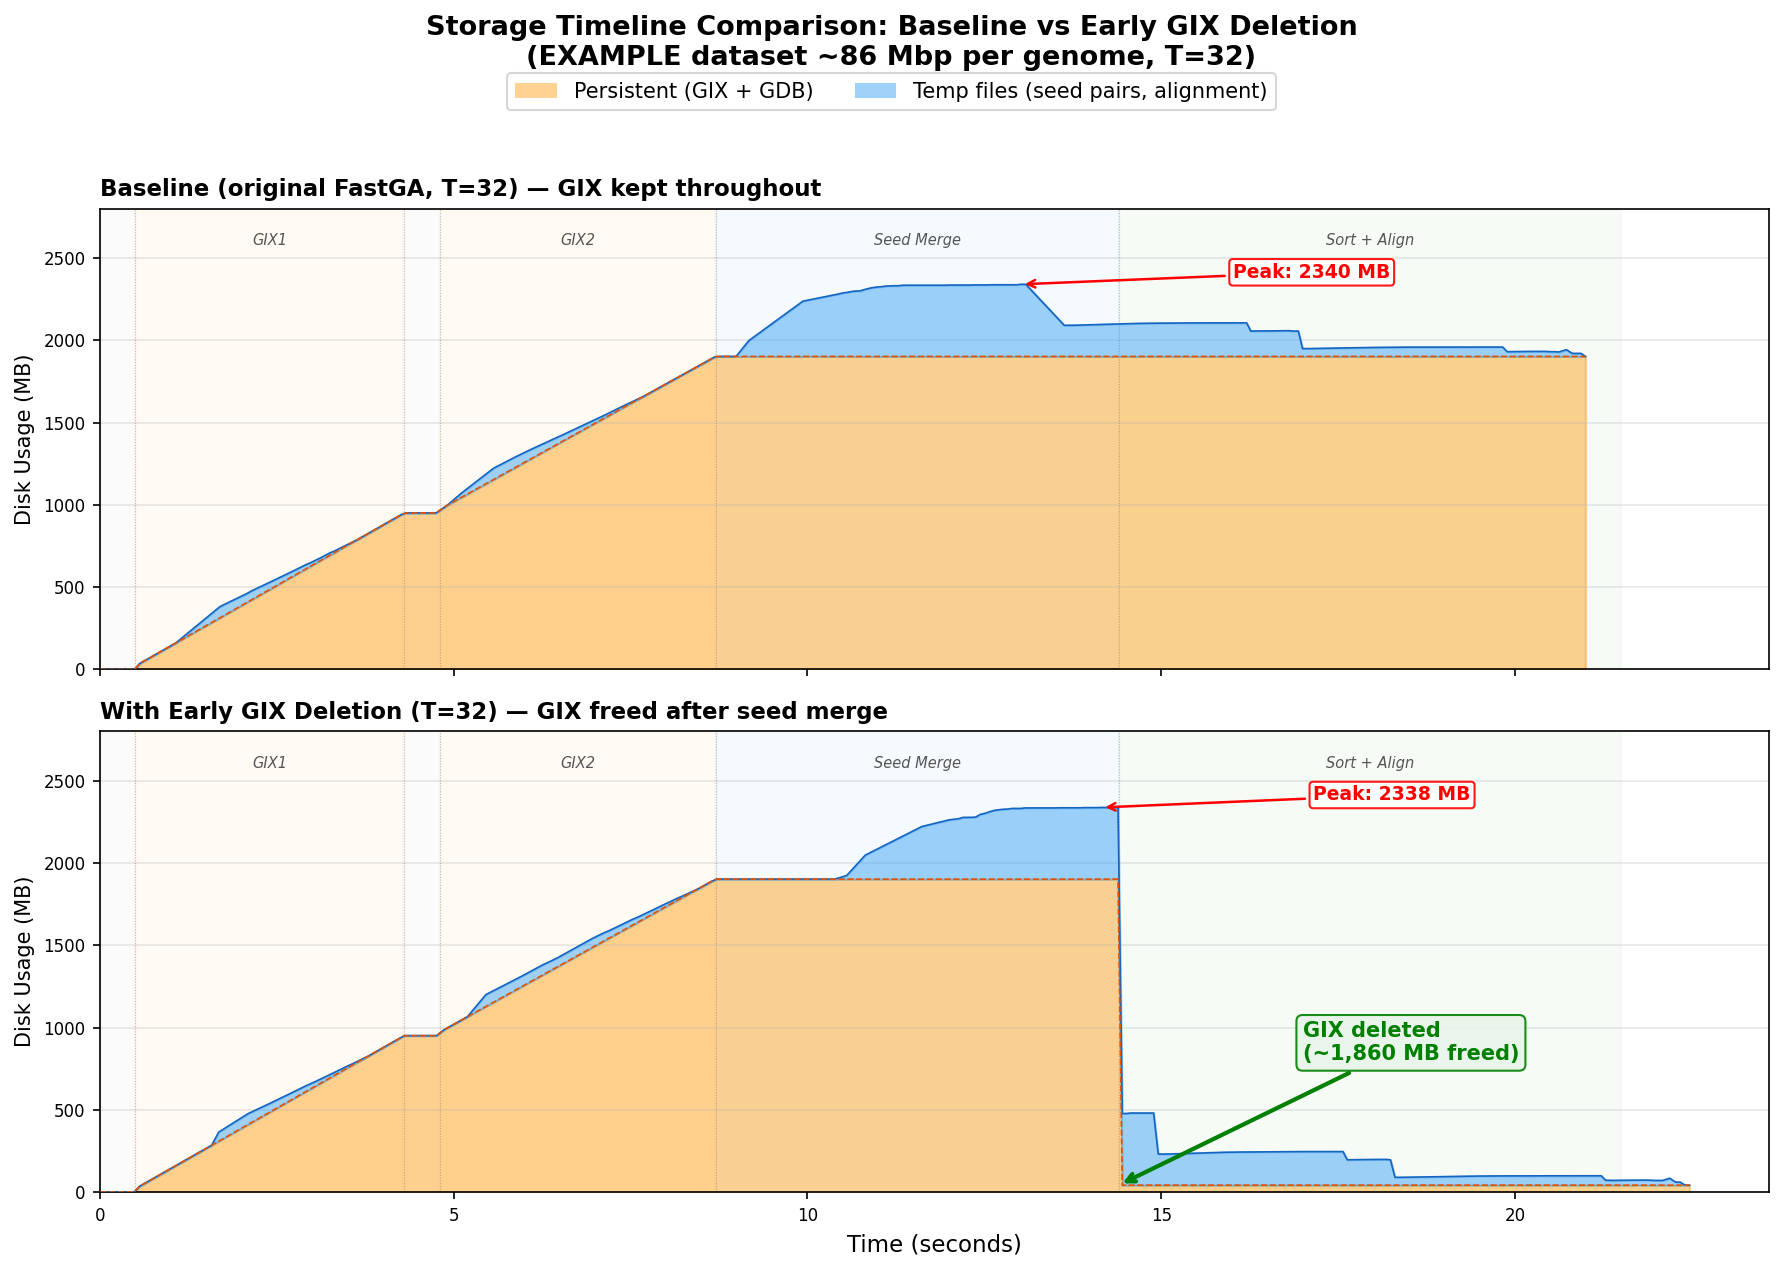 Storage Timeline Comparison: Baseline vs Early GIX Deletion
(EXAMPLE dataset ~86 Mbp per genome, T=32)
Persistent (GIX + GDB)
Temp files (seed pairs, alignment)
Baseline (original FastGA, T=32) — GIX kept throughout
GIX1
GIX2
Seed Merge
Sort + Align
Peak: 2340 MB
Disk Usage (MB)
2500
2000
1500
1000
500
0
With Early GIX Deletion (T=32) — GIX freed after seed merge
GIX1
GIX2
Seed Merge
Sort + Align
Peak: 2338 MB
GIX deleted
(~1,860 MB freed)
Disk Usage (MB)
2500
2000
1500
1000
500
0
0
5
10
15
20
Time (seconds)